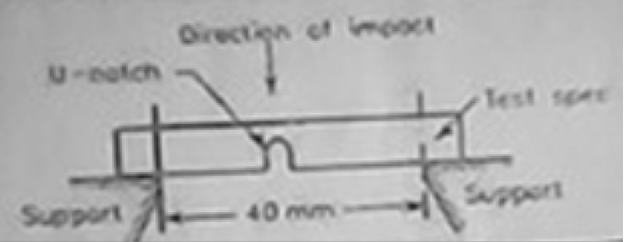 Direction of impact
U-notch
Test spec
Support
40 mm
Support